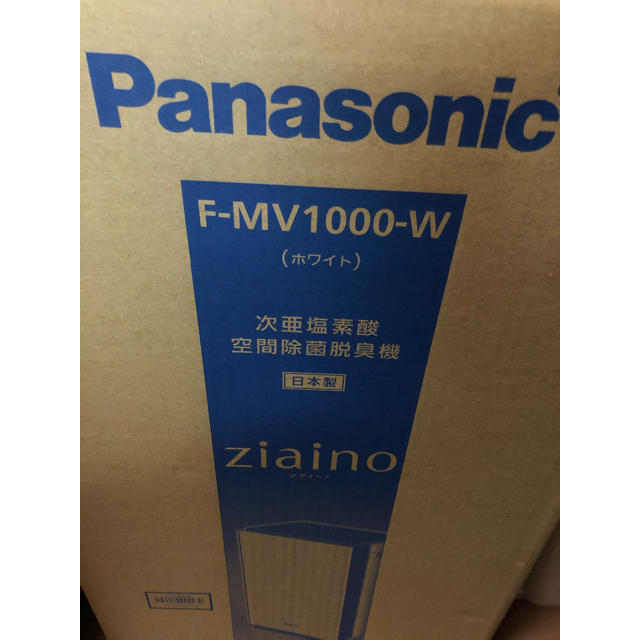 Panasonic
F-MV1000-W
(ホワイト)
次亜塩素酸
空間除菌脱臭機
日本製
ziaino
ジアイーノ